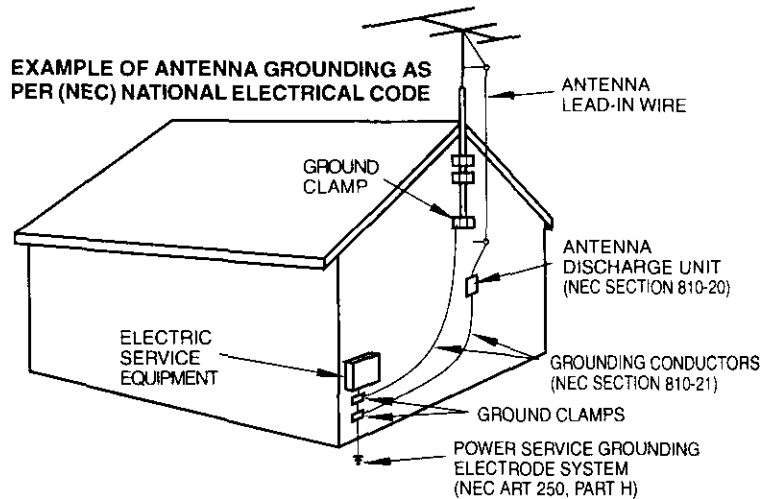 EXAMPLE OF ANTENNA GROUNDING AS
PER (NEC) NATIONAL ELECTRICAL CODE
ANTENNA
LEAD-IN WIRE
GROUND
CLAMP
ANTENNA
DISCHARGE UNIT
(NEC SECTION 810-20)
ELECTRIC
SERVICE
EQUIPMENT
GROUNDING CONDUCTORS
(NEC SECTION 810-21)
GROUND CLAMPS
POWER SERVICE GROUNDING
ELECTRODE SYSTEM
(NEC ART 250, PART H)